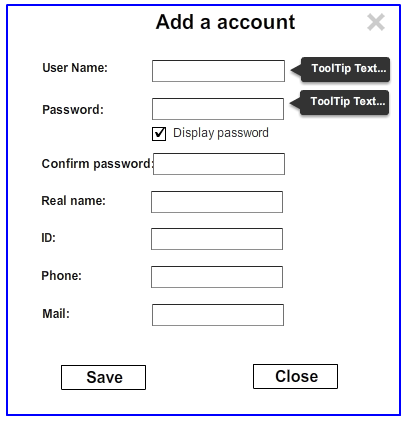 Add a account
User Name:
ToolTip Text...
Password:
ToolTip Text...
Display password
Confirm password:
Real name:
ID:
Phone:
Mail:
Save
Close